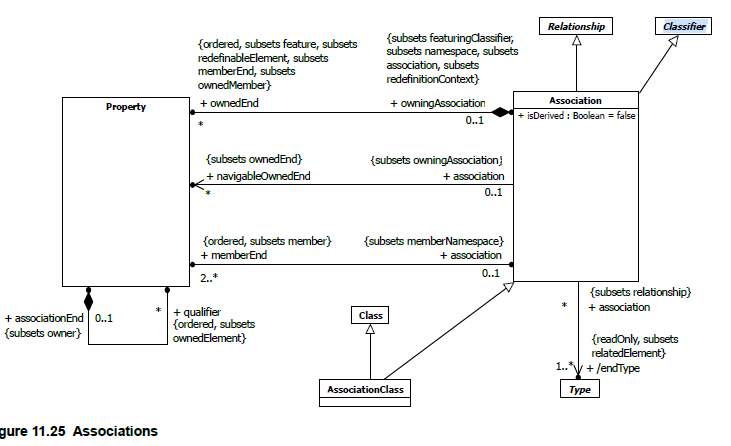 Relationship
Classifier
{ordered, subsets feature, subsets
redefinableElement, subsets
memberEnd, subsets
ownedMember}
+ ownedEnd
*
{subsets featuringClassifier,
subsets namespace, subsets
association, subsets
redefinitionContext}
+ owningAssociation
0..1
Property
Association
+ isDerived : Boolean = false
{subsets ownedEnd}
+ navigableOwnedEnd
*
{subsets owningAssociation}
+ association
0..1
{ordered, subsets member}
+ memberEnd
2..*
{subsets memberNamespace}
+ association
0..1
+ associationEnd
{subsets owner}
0..1
*
+ qualifier
{ordered, subsets
ownedElement}
Class
AssociationClass
{subsets relationship}
*
+ association
{readOnly, subsets
relatedElement}
1..*
+ /endType
Type
gure 11.25 Associations